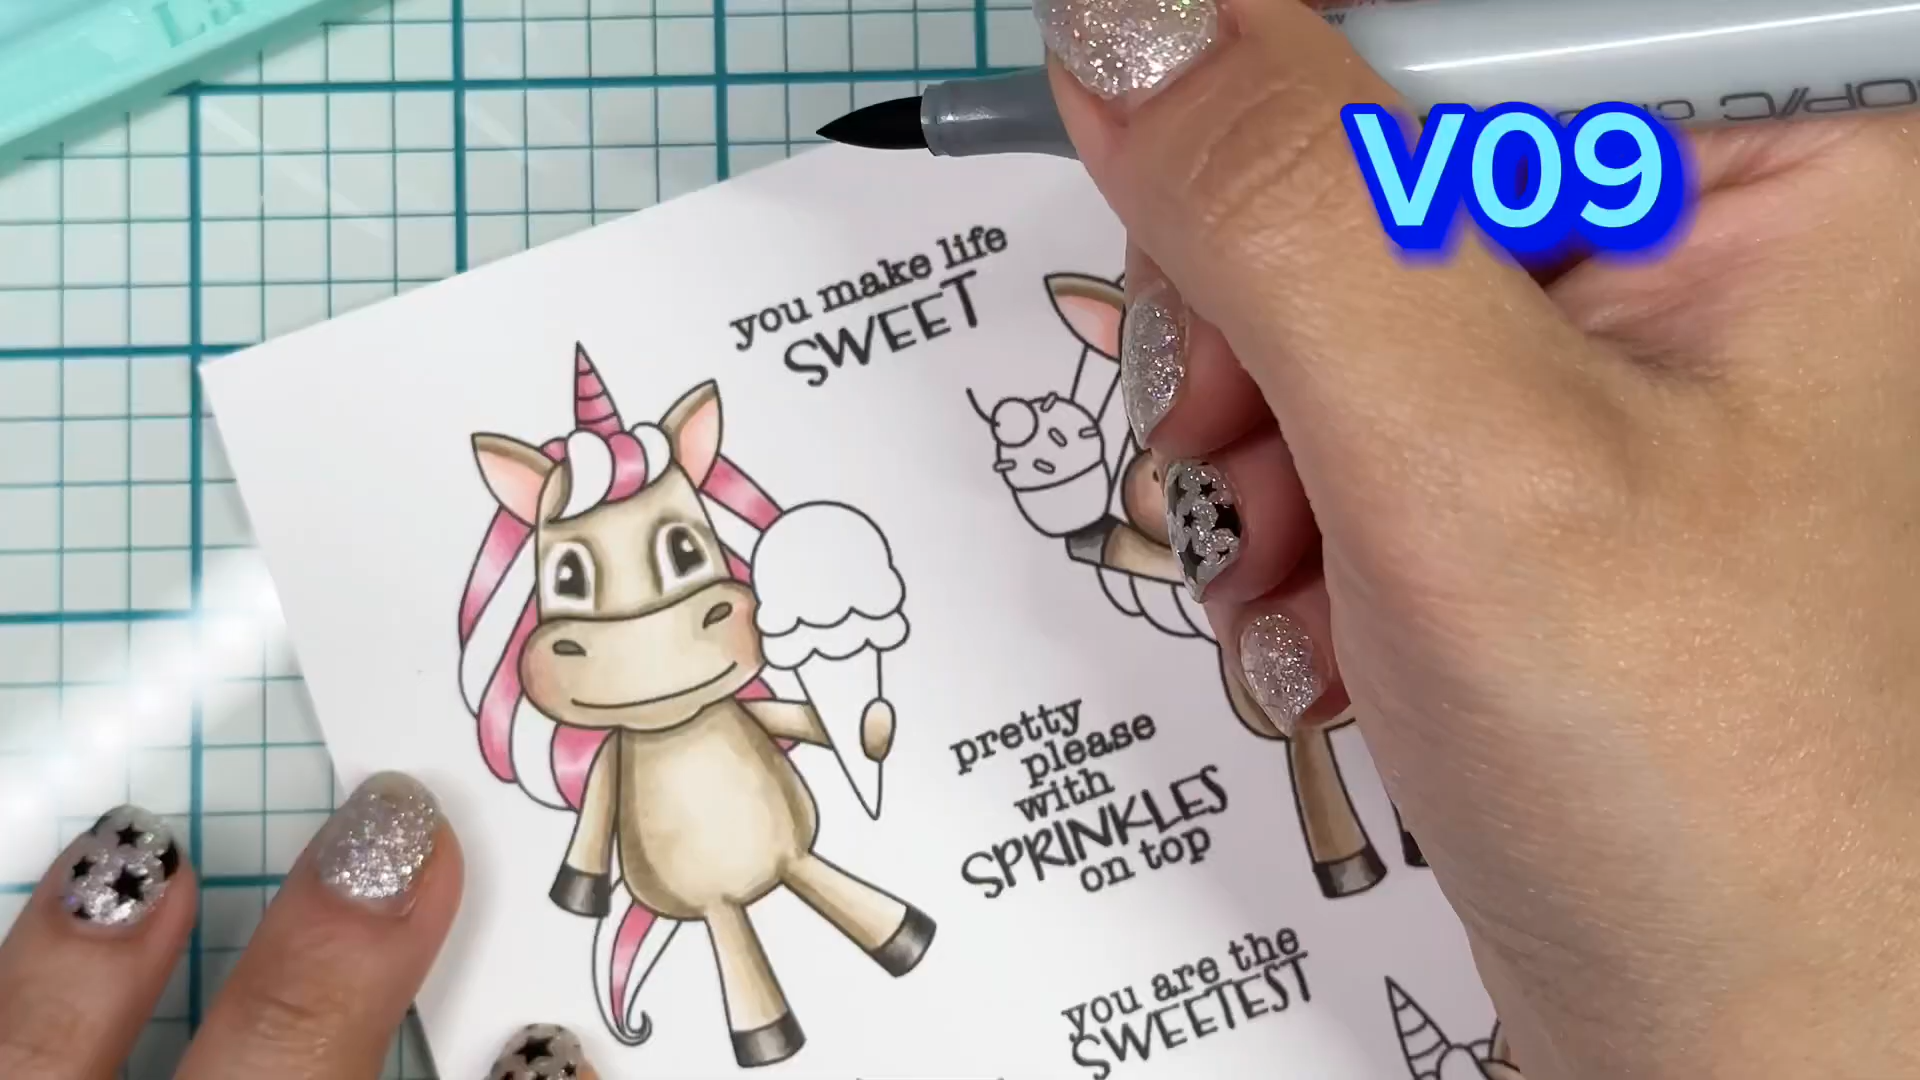 V09
you make life
SWEET
pretty
please
with
SPRINKLES
on top
you are the
SWEETEST